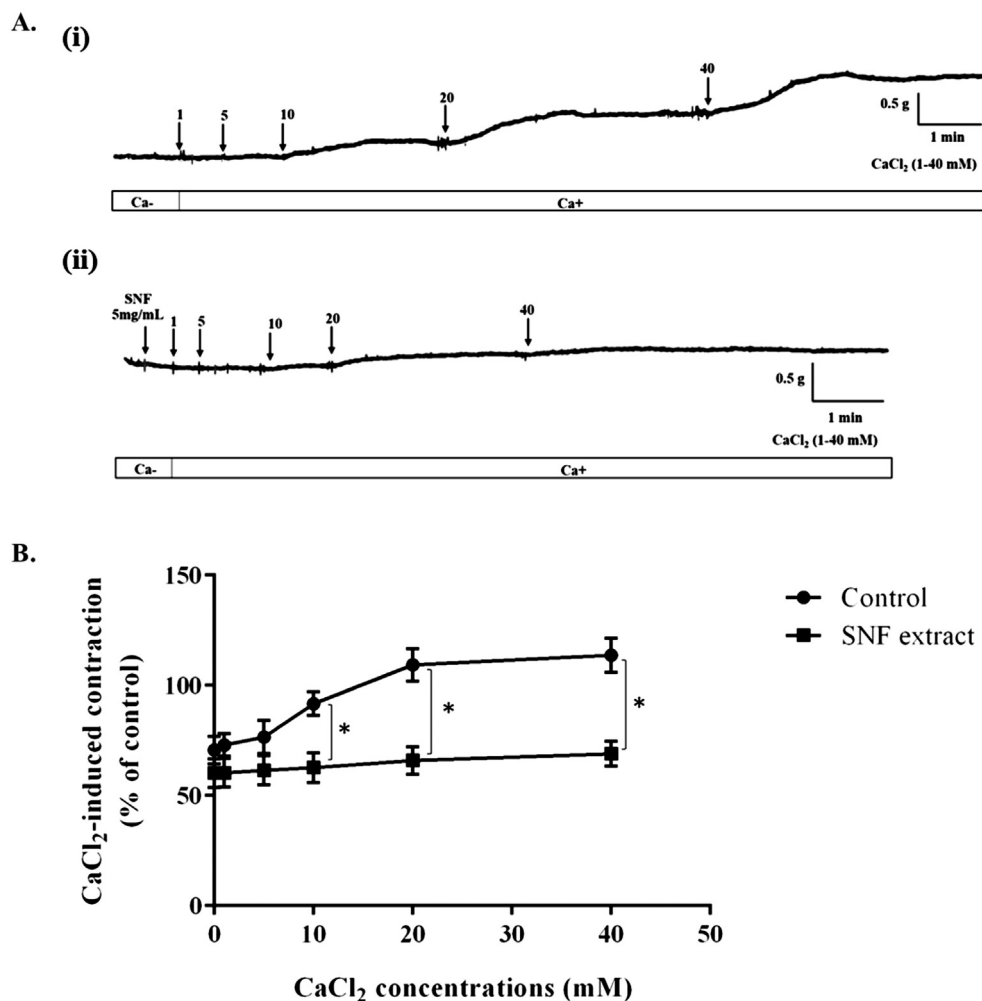 A.
(i)
1 5 10 20 40
0.5 g
1 min
CaCl₂ (1-40 mM)
Ca- Ca+
(ii)
SNF
5mg/mL 1 5 10 20 40
0.5 g
1 min
CaCl₂ (1-40 mM)
Ca- Ca+
B.
CaCl₂-induced contraction
(% of control)
150
100
50
0
* * *
0 10 20 30 40 50
CaCl₂ concentrations (mM)
Control
SNF extract